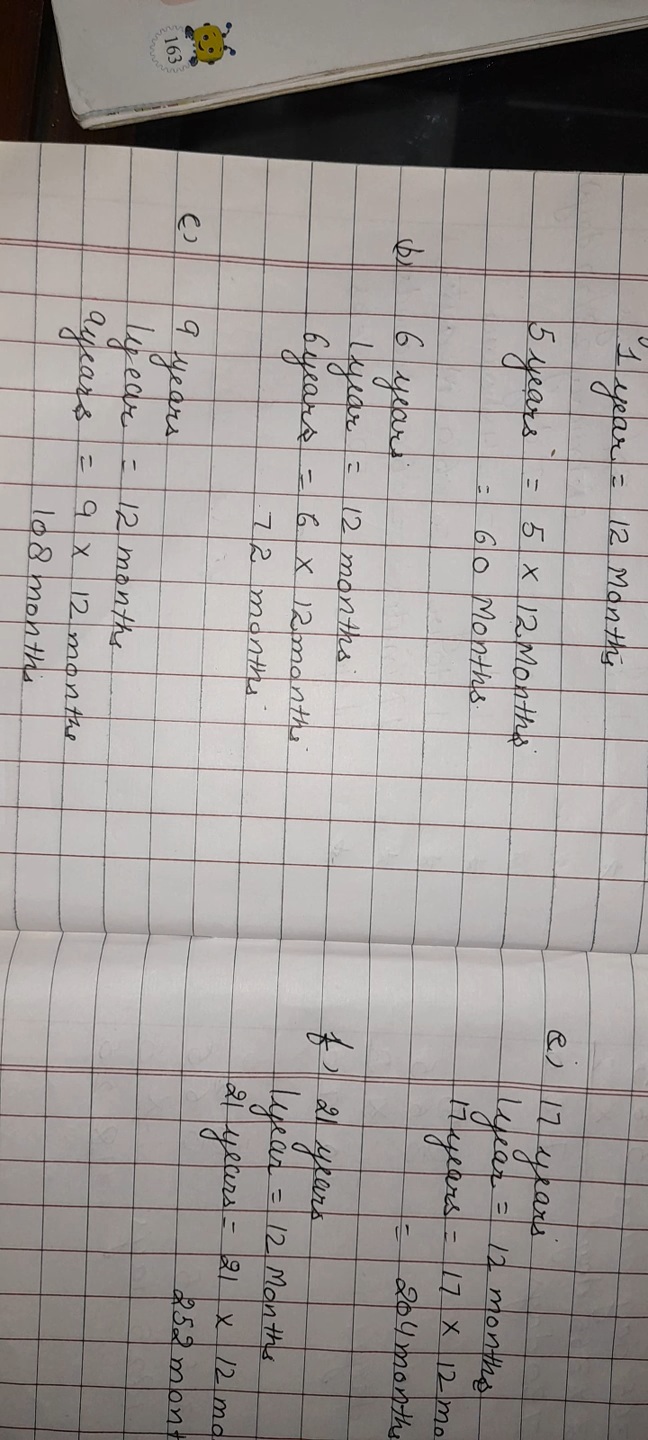 163
1 year = 12 Months
5 years = 5 x 12 Months
= 60 Months
b) 6 years
1 year = 12 months
6 years = 6 x 12 months
72 months
c) 9 years
1 year = 12 months
9 years = 9 x 12 months
108 months
e) 17 years
1 year = 12 months
17 years = 17 x 12 mo
= 204 months
f) 21 years
1 year = 12 Months
21 years = 21 x 12 mo
252 mont